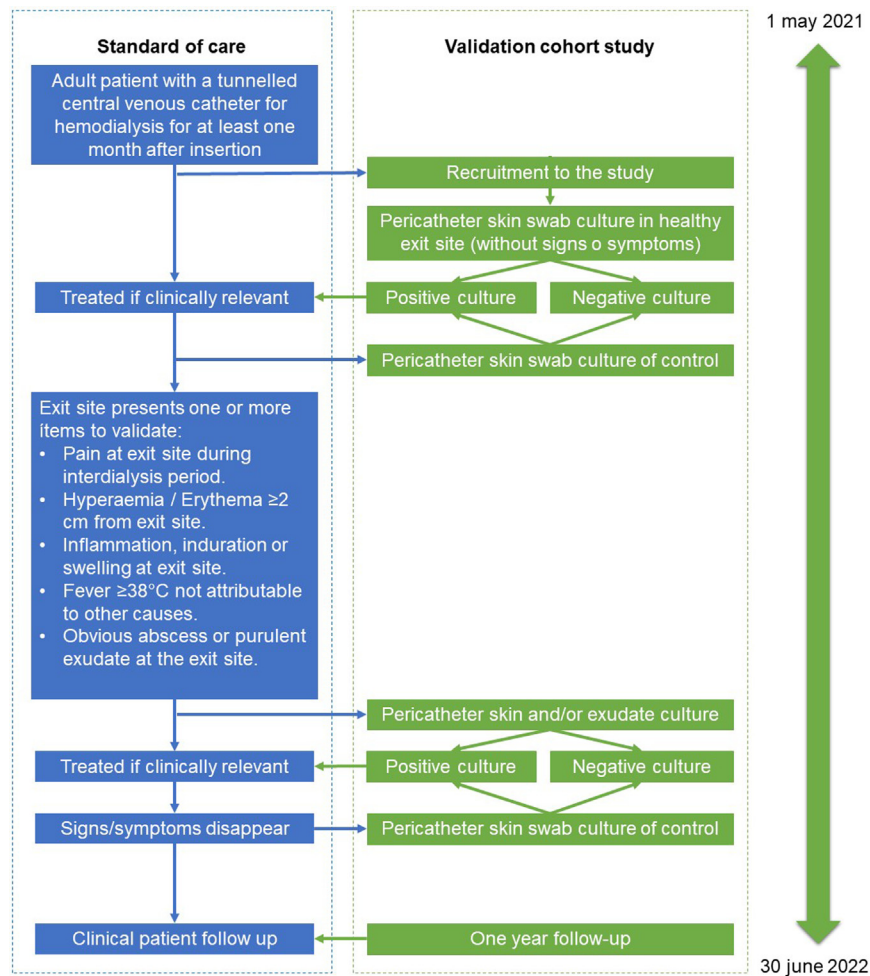 1 may 2021
Standard of care
Validation cohort study
Adult patient with a tunnelled
central venous catheter for
hemodialysis for at least one
month after insertion
Recruitment to the study
Pericatheter skin swab culture in healthy
exit site (without signs o symptoms)
Treated if clinically relevant
Positive culture
Negative culture
Pericatheter skin swab culture of control
Exit site presents one or more
ítems to validate:
• Pain at exit site during
interdialysis period.
• Hyperaemia / Erythema ≥2
cm from exit site.
• Inflammation, induration or
swelling at exit site.
• Fever ≥38°C not attributable
to other causes.
• Obvious abscess or purulent
exudate at the exit site.
Pericatheter skin and/or exudate culture
Treated if clinically relevant
Positive culture
Negative culture
Signs/symptoms disappear
Pericatheter skin swab culture of control
Clinical patient follow up
One year follow-up
30 june 2022